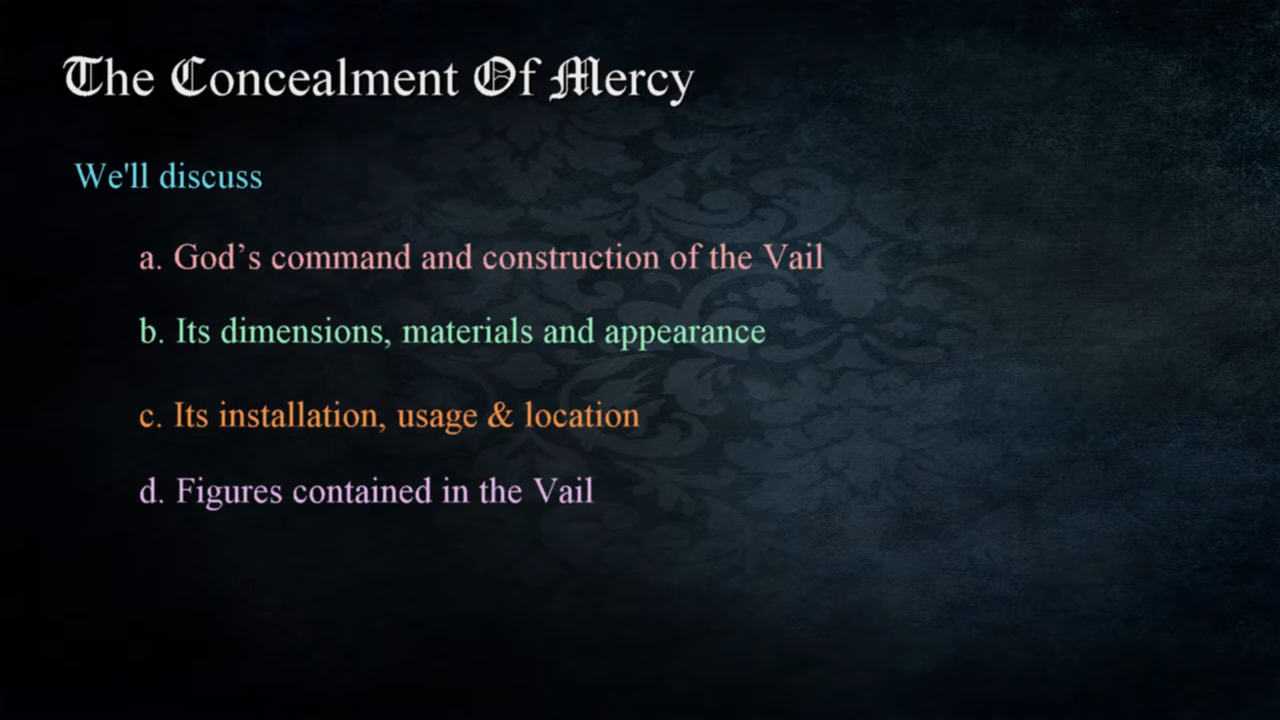 The Concealment Of Mercy
We'll discuss
a. God’s command and construction of the Vail
b. Its dimensions, materials and appearance
c. Its installation, usage & location
d. Figures contained in the Vail